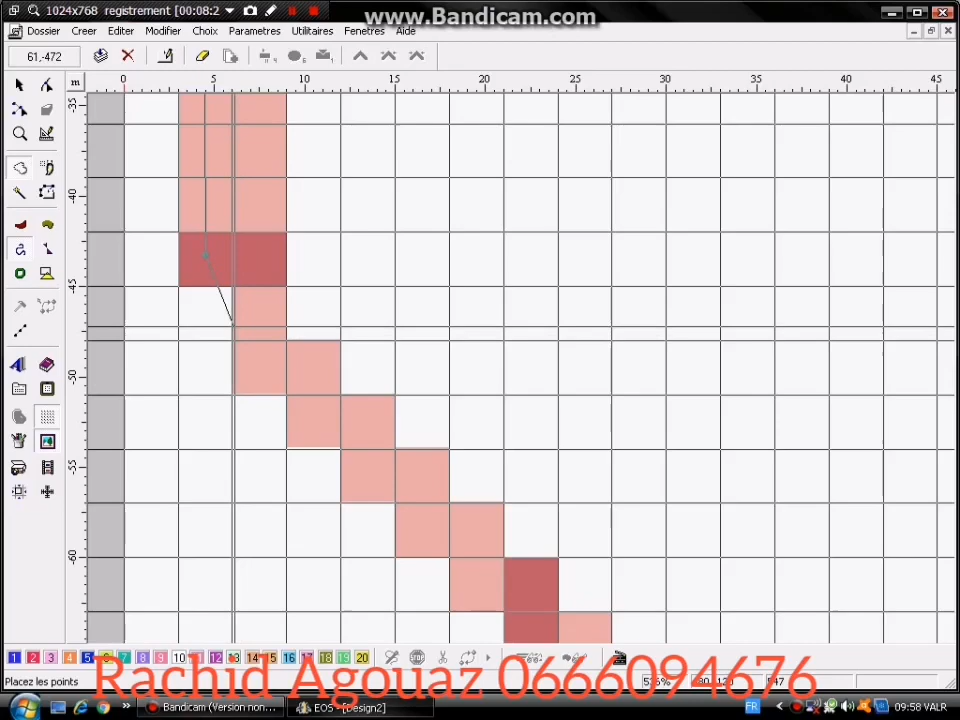 1024x768 registrement [00:08:2
www.Bandicam.com
Dossier Creer Editer Modifier Choix Parametres Utilitaires Fenetres Aide
61,-472
m 0 5 10 15 20 25 30 35 40 45
-35
-40
-45
-50
-55
-60
1 2 3 4 5 6 7 8 9 10 11 12 13 14 15 16 17 18 19 20
Placez les points
Rachid Agouaz 0666094676
Bandicam (Version non...
EOS - [Design2]
FR
09:58 VALR